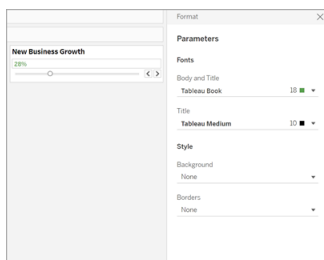 New Business Growth
28%
Format
Parameters
Fonts
Body and Title
Tableau Book 18
Title
Tableau Medium 10
Style
Background
None
Borders
None